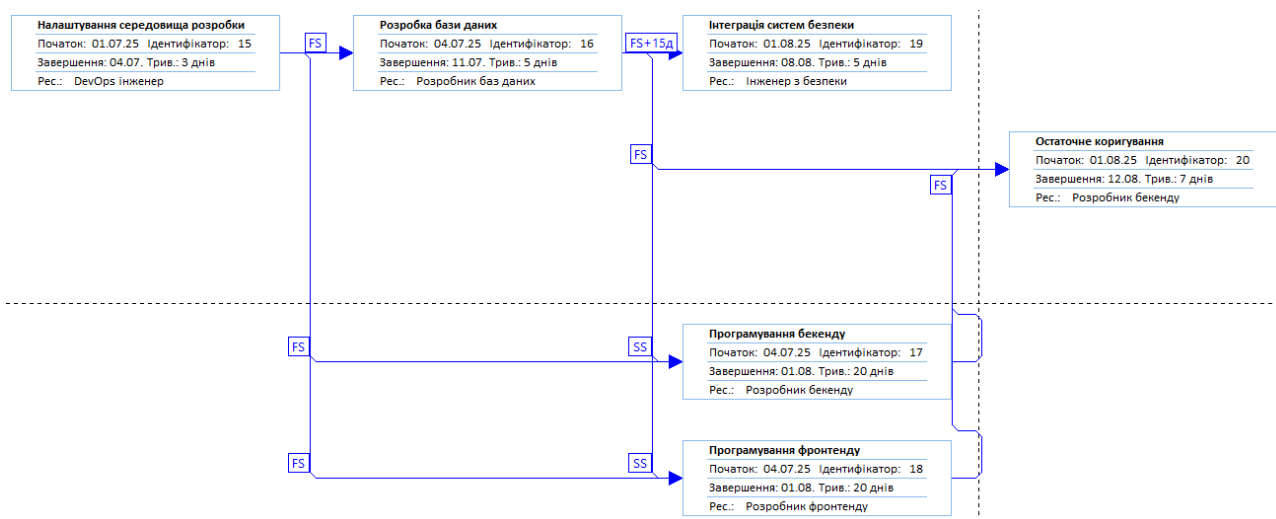 Налаштування середовища розробки
Початок: 01.07.25 Ідентифікатор: 15
Завершення: 04.07. Трив.: 3 днів
Рес.: DevOps інженер
FS
Розробка бази даних
Початок: 04.07.25 Ідентифікатор: 16
Завершення: 11.07. Трив.: 5 днів
Рес.: Розробник баз даних
FS+15д
Інтеграція систем безпеки
Початок: 01.08.25 Ідентифікатор: 19
Завершення: 08.08. Трив.: 5 днів
Рес.: Інженер з безпеки
FS
FS
Остаточне коригування
Початок: 01.08.25 Ідентифікатор: 20
Завершення: 12.08. Трив.: 7 днів
Рес.: Розробник бекенду
FS
SS
Програмування бекенду
Початок: 04.07.25 Ідентифікатор: 17
Завершення: 01.08. Трив.: 20 днів
Рес.: Розробник бекенду
FS
SS
Програмування фронтенду
Початок: 04.07.25 Ідентифікатор: 18
Завершення: 01.08. Трив.: 20 днів
Рес.: Розробник фронтенду